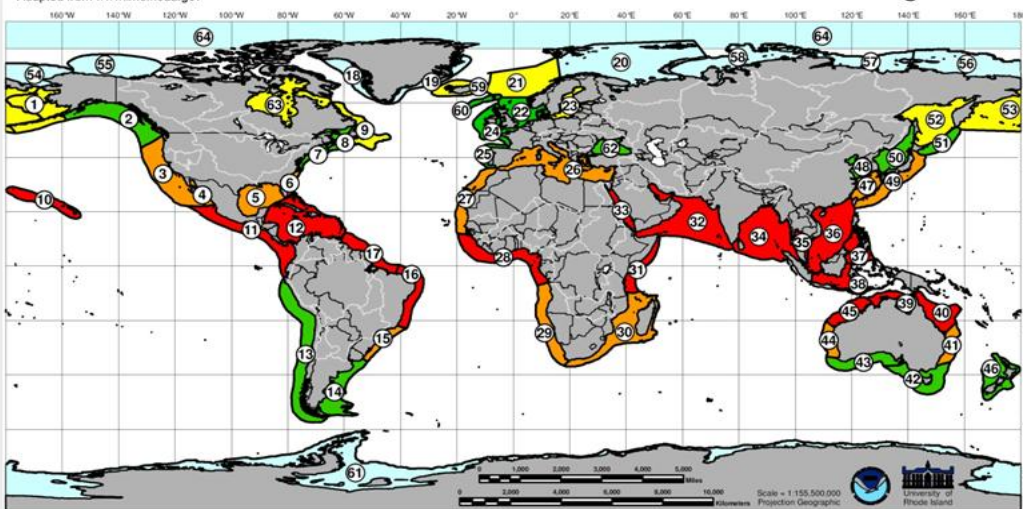 Adapted from
160°W 140°W 120°W 100°W 80°W 60°W 40°W 20°W 0° 20°E 40°E 60°E 80°E 100°E 120°E 140°E 160°E
64 64
54 55 18 19 59 21 20 58 57 56
1 2 63 9 60 22 23 52 53
8 24
7 25 62 48 50 51
3 4 5 6 26 47 49
10 27
11 12 28 33 32 34 35 36
17 31 37
16 38
45 39 40
13 15 29 30 44 41
14 43 42 46
61
0 1,000 2,000 3,000 4,000 5,000
Miles
0 2,000 4,000 6,000 8,000 10,000
Kilometers
Scale = 1:155,500,000
Projection Geographic
University of
Rhode Island